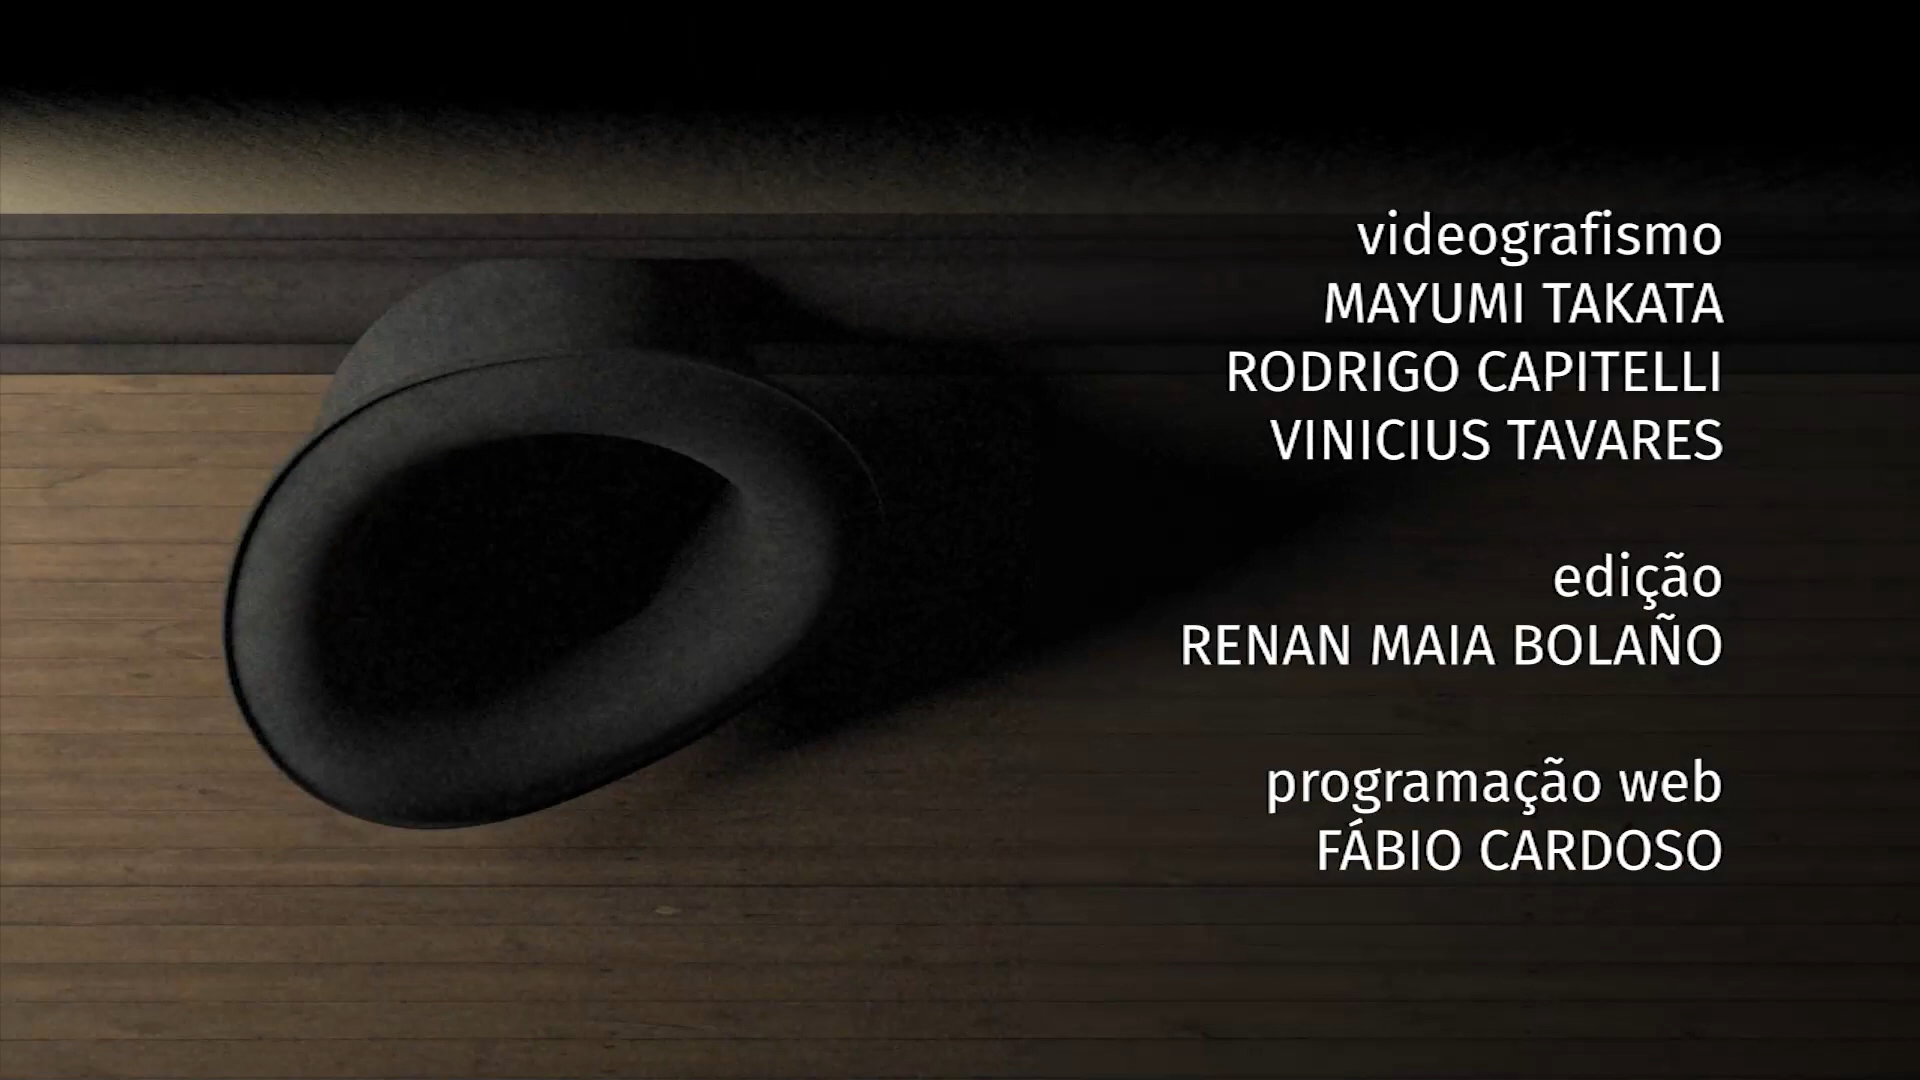 videografismo
MAYUMI TAKATA
RODRIGO CAPITELLI
VINICIUS TAVARES
edição
RENAN MAIA BOLAÑO
programação web
FÁBIO CARDOSO